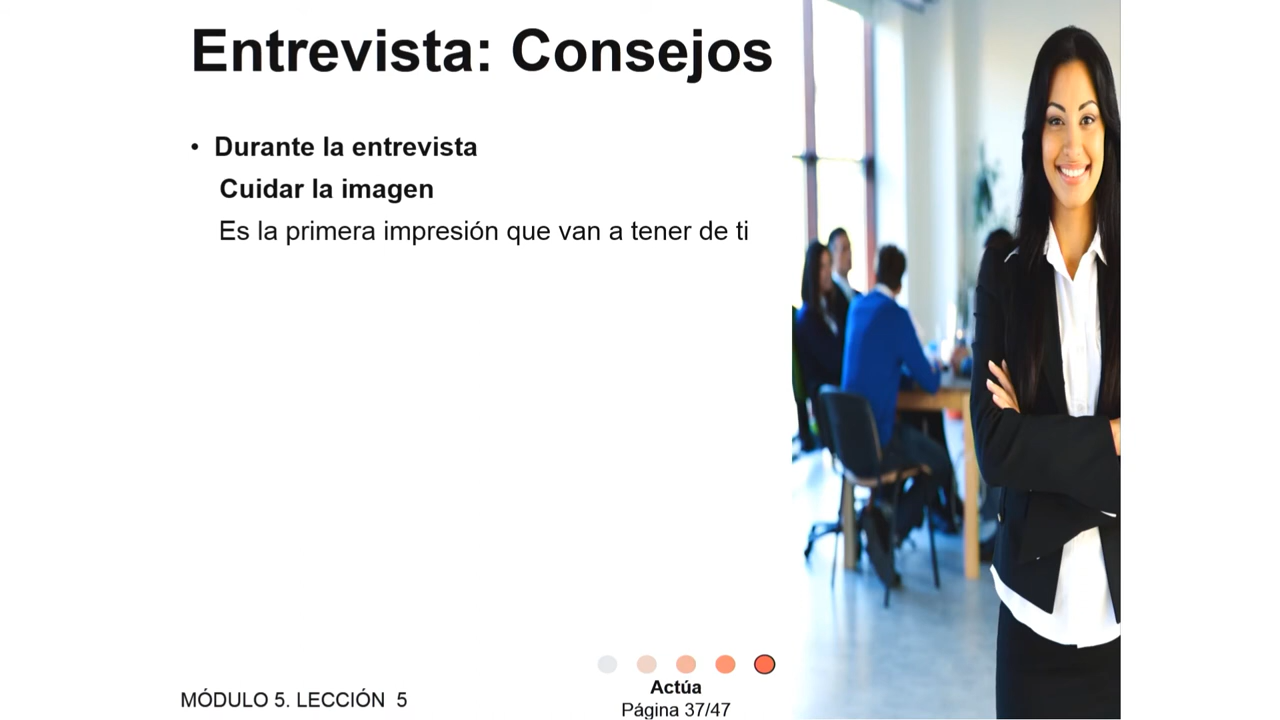 Entrevista: Consejos
• Durante la entrevista
Cuidar la imagen
Es la primera impresión que van a tener de ti
Actúa
MÓDULO 5. LECCIÓN 5
Página 37/47